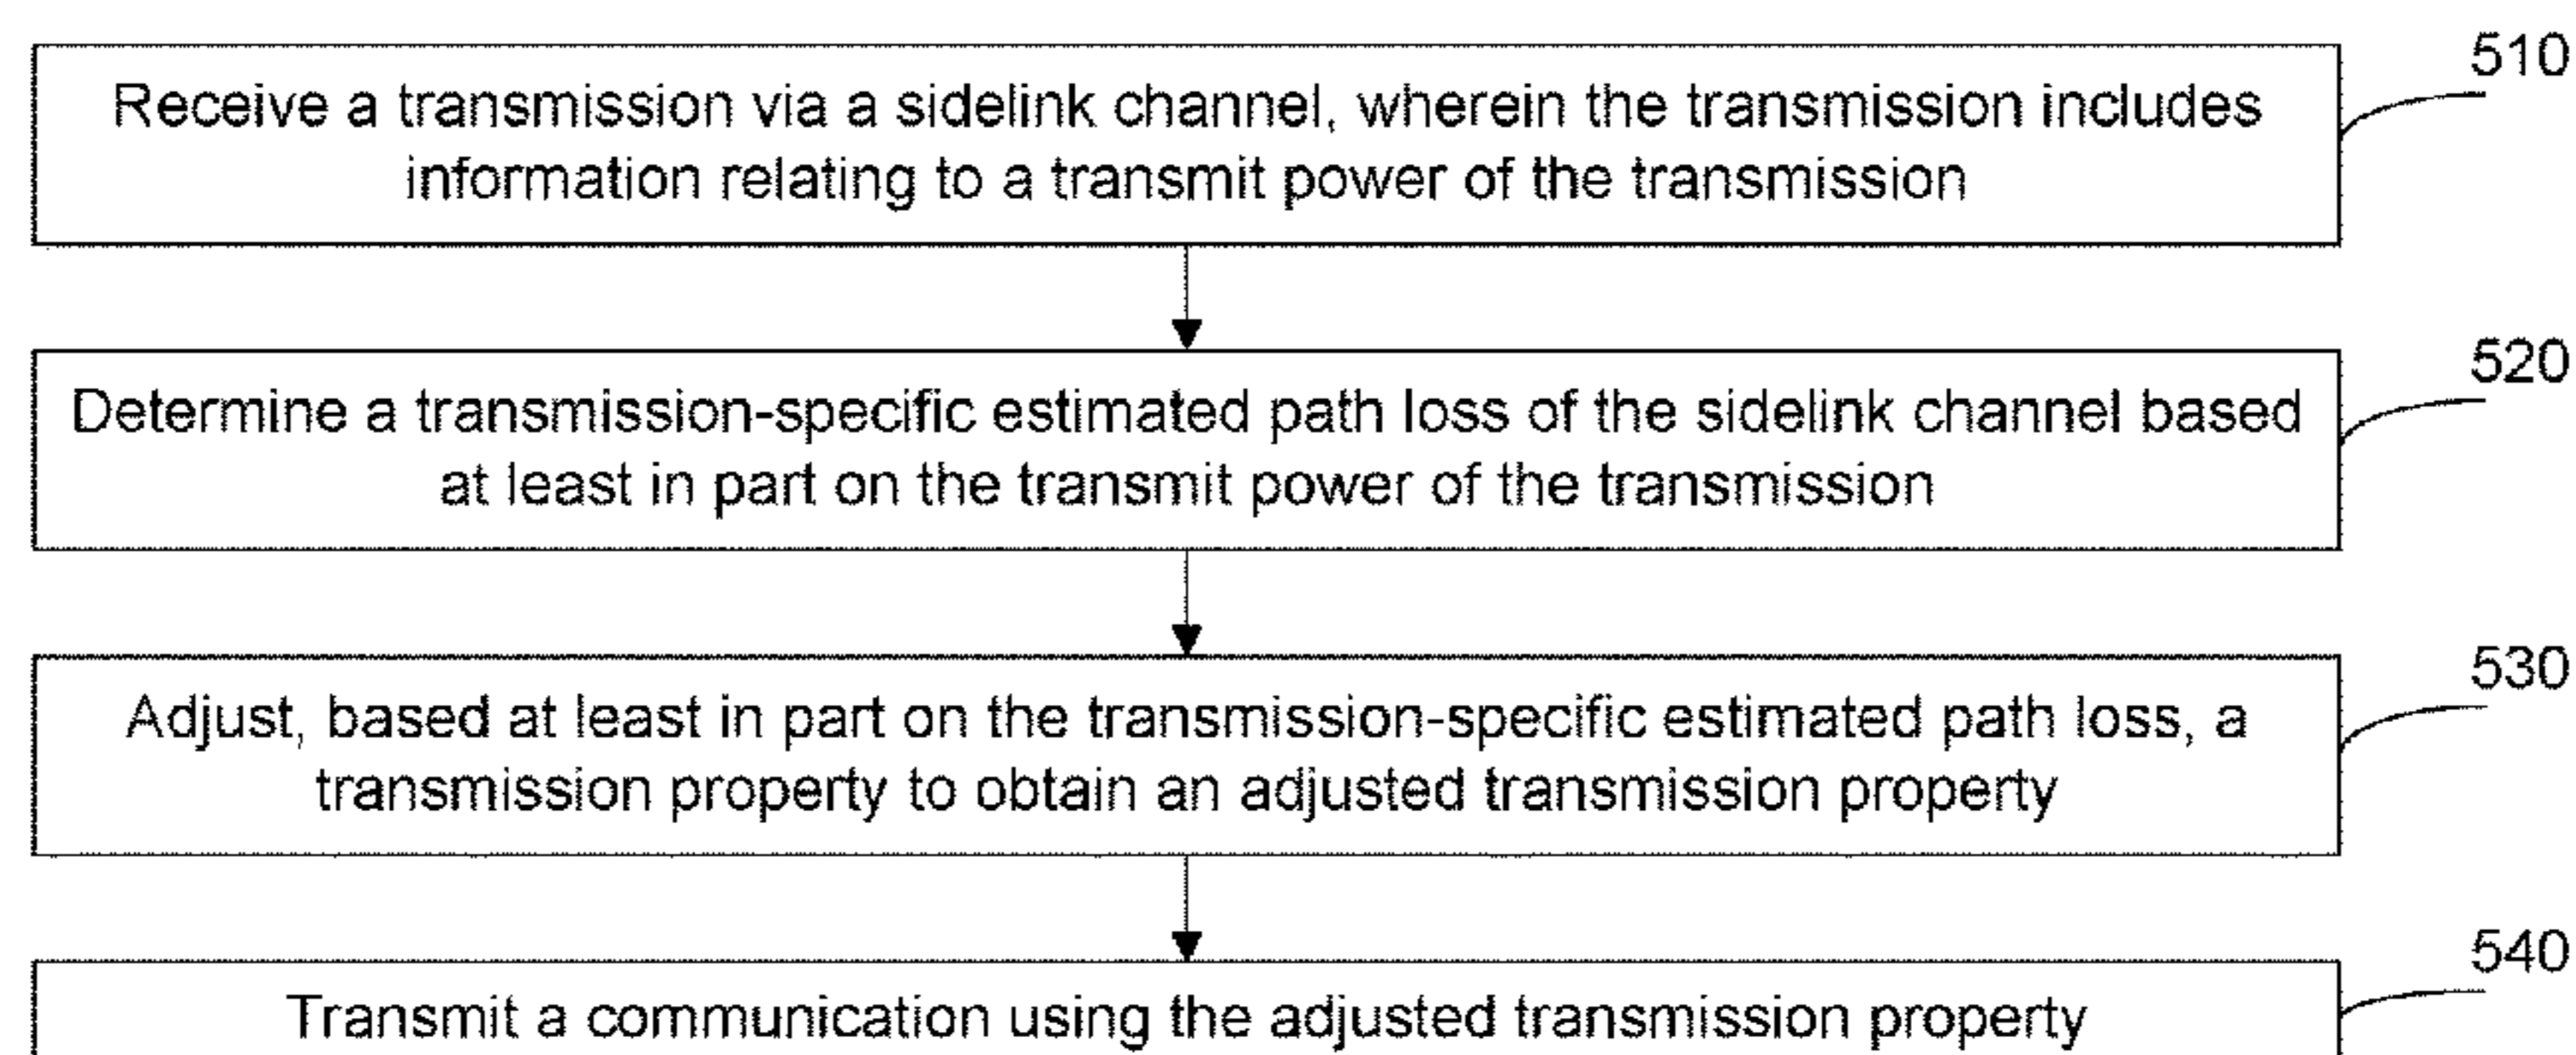 510
Receive a transmission via a sidelink channel, wherein the transmission includes
information relating to a transmit power of the transmission
520
Determine a transmission-specific estimated path loss of the sidelink channel based
at least in part on the transmit power of the transmission
530
Adjust, based at least in part on the transmission-specific estimated path loss, a
transmission property to obtain an adjusted transmission property
540
Transmit a communication using the adjusted transmission property